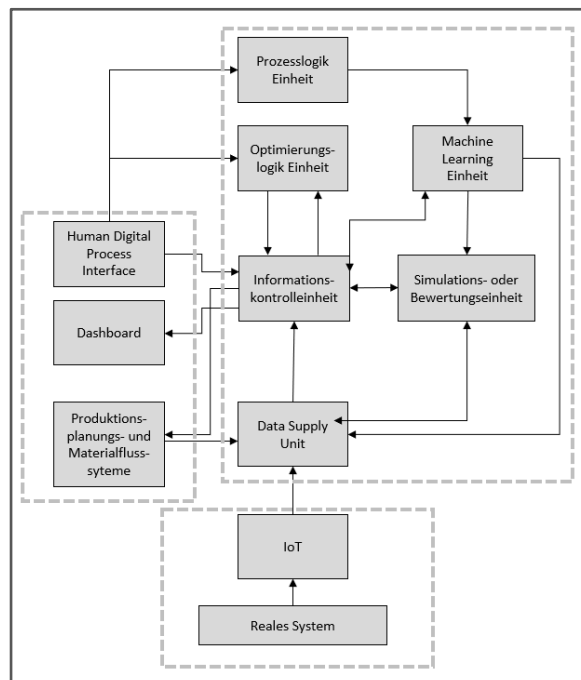 Prozesslogik
Einheit
Optimierungs-
logik Einheit
Machine
Learning
Einheit
Human Digital
Process
Interface
Informations-
kontrolleinheit
Simulations- oder
Bewertungseinheit
Dashboard
Produktions-
planungs- und
Materialfluss-
syteme
Data Supply
Unit
IoT
Reales System